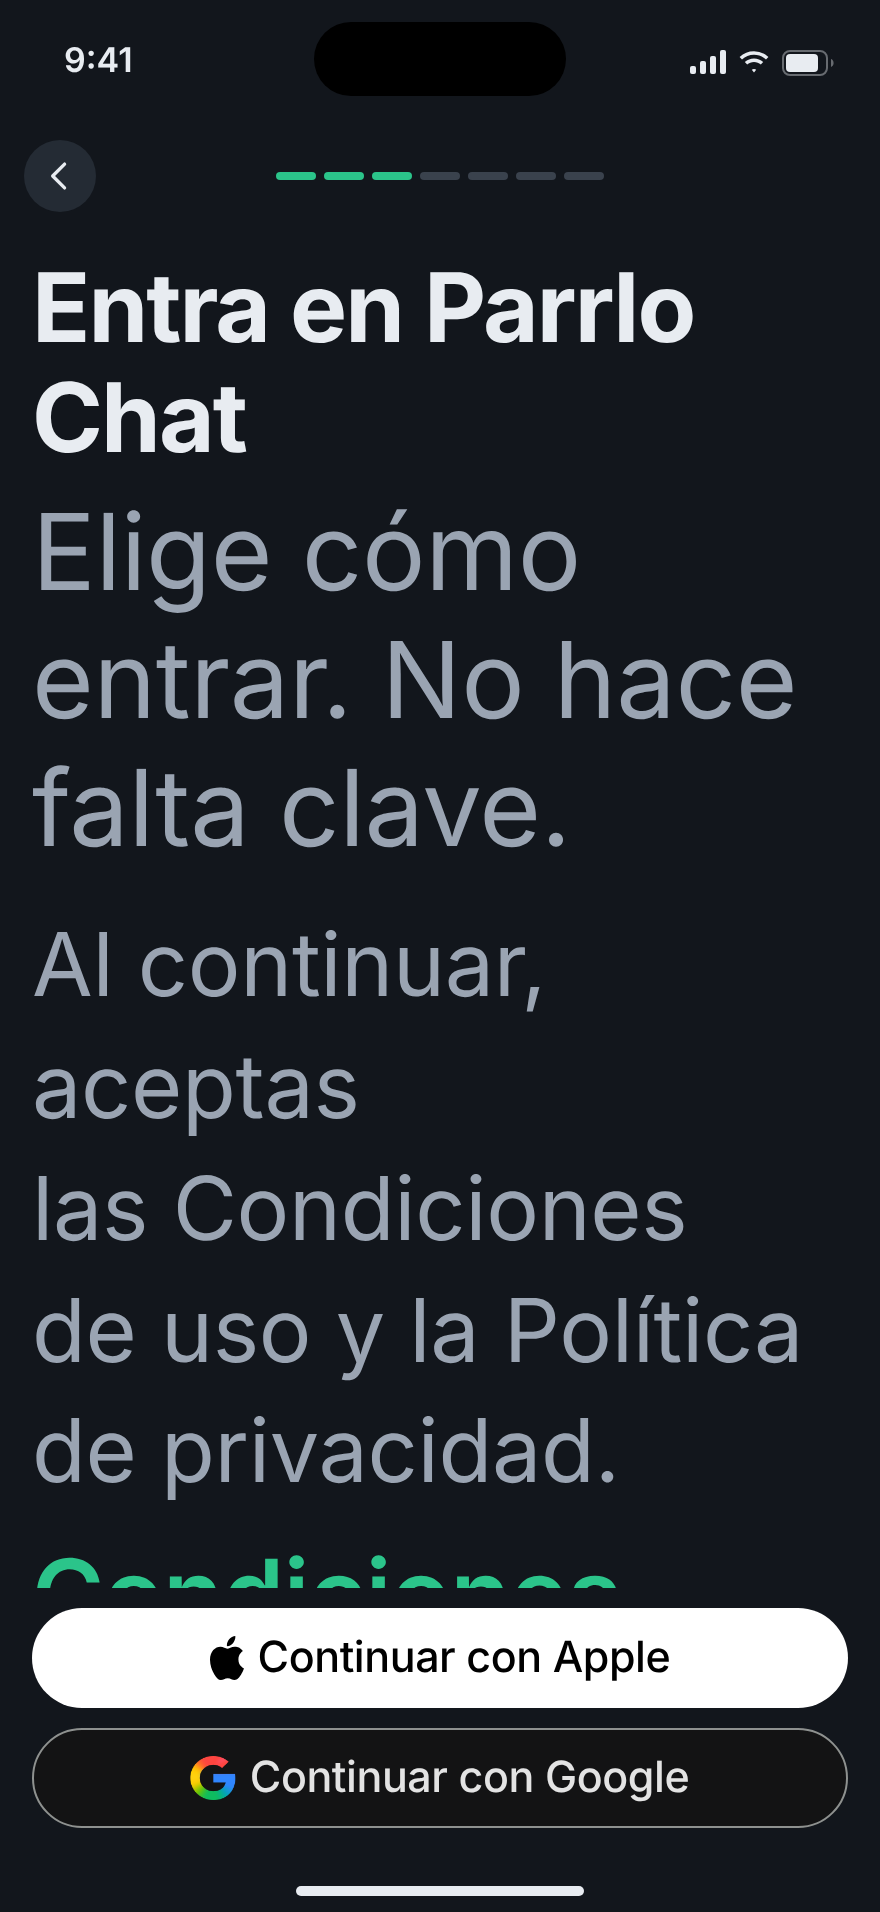 9:41
Entra en Parrlo
Chat
Elige cómo
entrar. No hace
falta clave.
Al continuar,
aceptas
las Condiciones
de uso y la Política
de privacidad.
Condiciones
Continuar con Apple
Continuar con Google